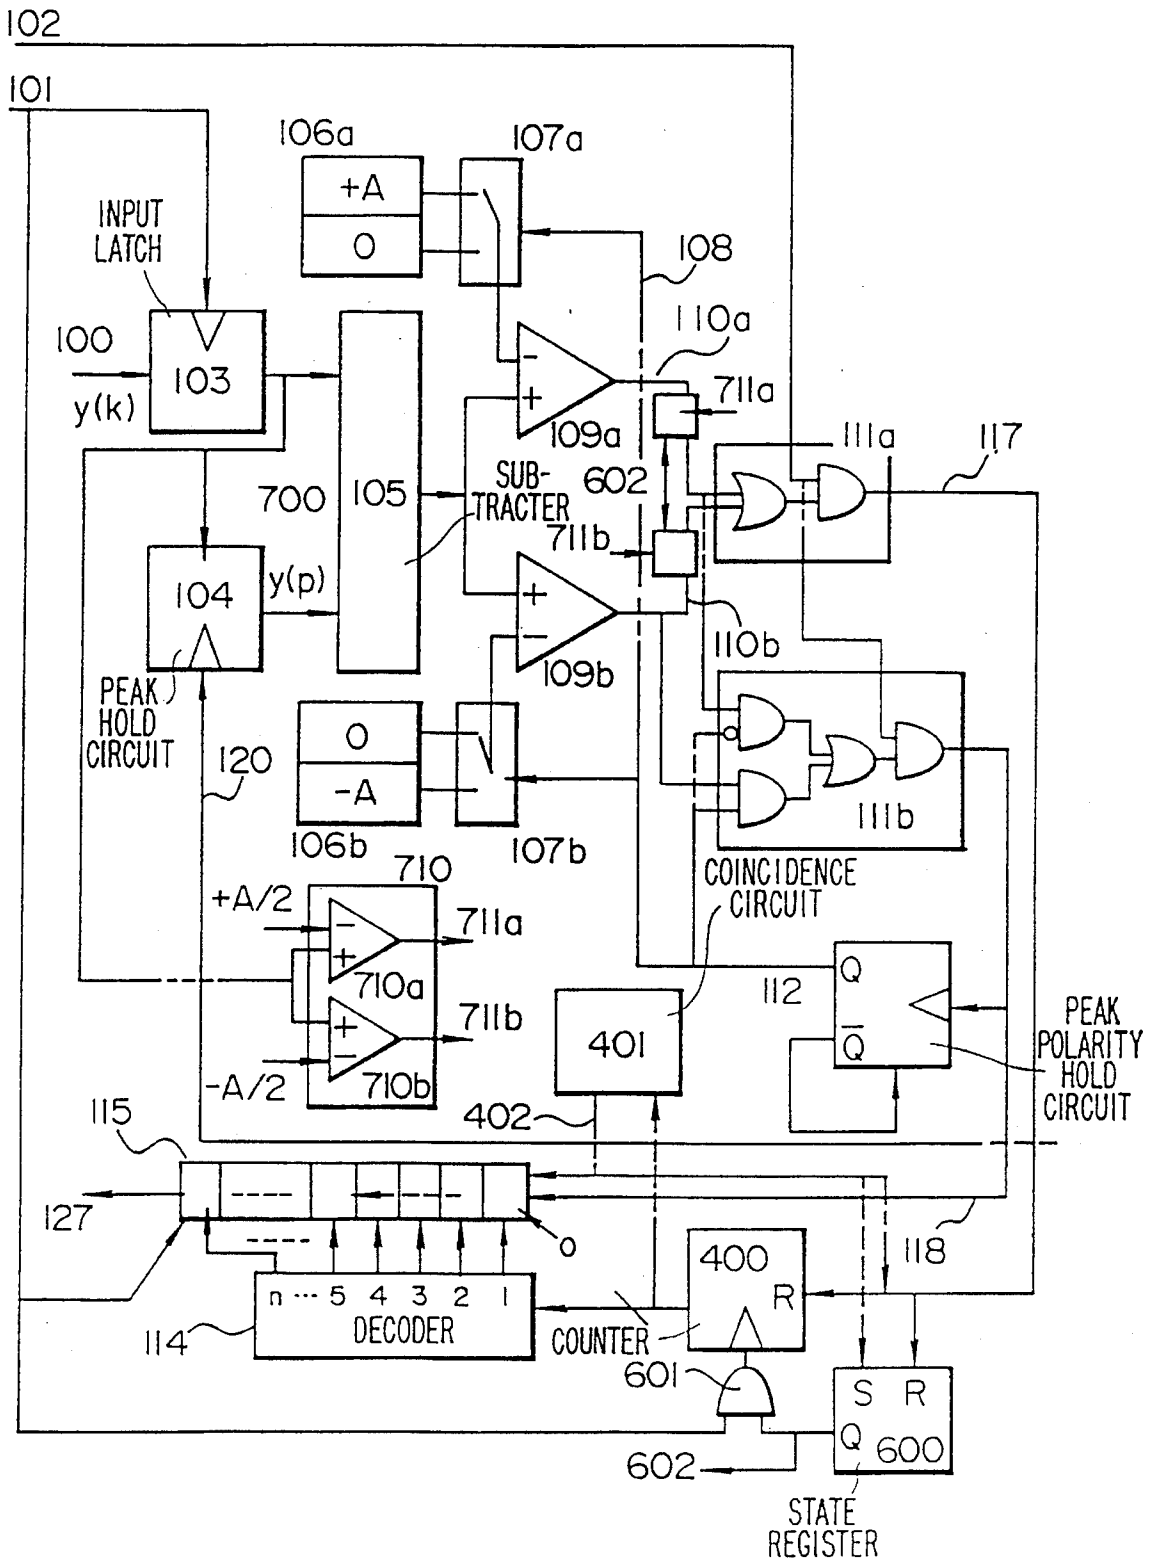 102
101
106a
107a
+A
0
INPUT
LATCH
108
100
103
y(k)
110a
711a
109a
111a
117
SUB-
TRACTER
602
700
105
711b
104
y(p)
110b
109b
PEAK
HOLD
CIRCUIT
120
0
-A
106b
107b
111b
COINCIDENCE
CIRCUIT
710
+A/2
711a
710a
711b
-A/2
710b
112
Q
Q
401
PEAK
POLARITY
HOLD
CIRCUIT
402
115
127
0
118
n ... 5 4 3 2 1
DECODER
114
400
R
COUNTER
601
S R
Q
600
602
STATE
REGISTER